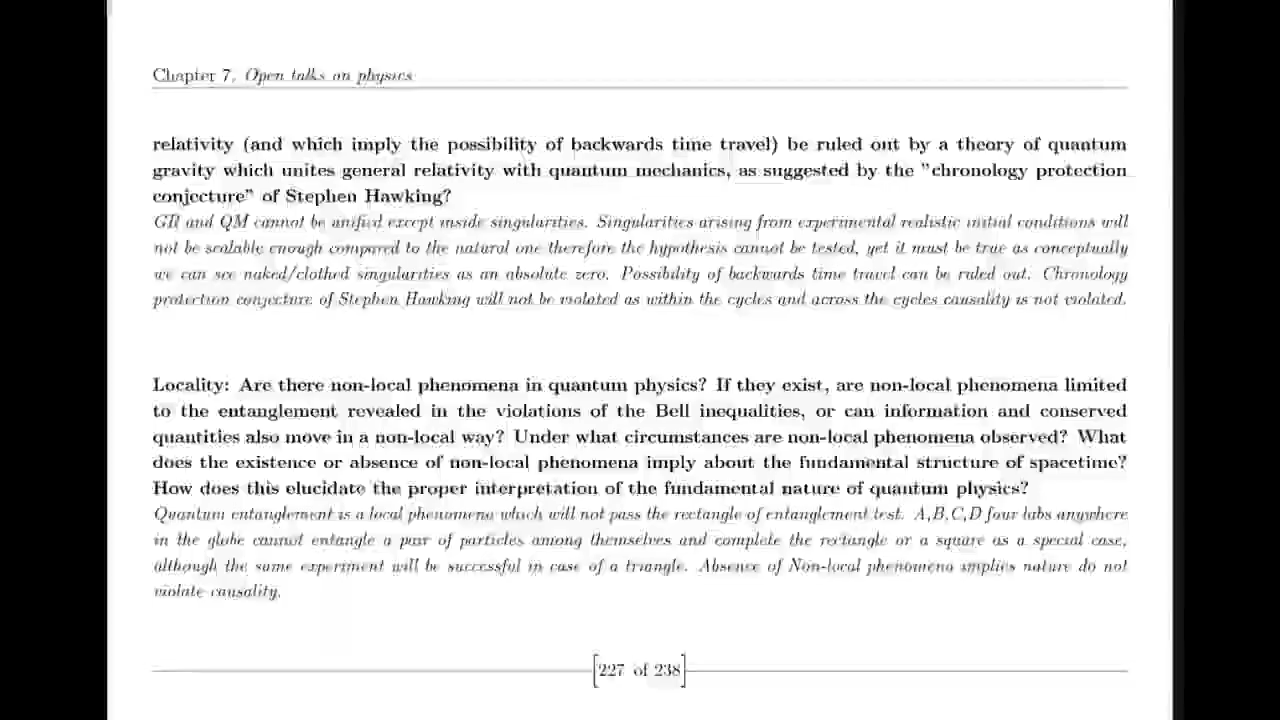 Chapter 7. Open talks on physics
relativity (and which imply the possibility of backwards time travel) be ruled out by a theory of quantum
gravity which unites general relativity with quantum mechanics, as suggested by the "chronology protection
conjecture" of Stephen Hawking?
GR and QM cannot be unified except inside singularities. Singularities arising from experimental realistic initial conditions will
not be scalable enough compared to the natural one therefore the hypothesis cannot be tested, yet it must be true as conceptually
we can see naked/clothed singularities as an absolute zero. Possibility of backwards time travel can be ruled out. Chronology
protection conjecture of Stephen Hawking will not be violated as within the cycles and across the cycles causality is not violated.
Locality: Are there non-local phenomena in quantum physics? If they exist, are non-local phenomena limited
to the entanglement revealed in the violations of the Bell inequalities, or can information and conserved
quantities also move in a non-local way? Under what circumstances are non-local phenomena observed? What
does the existence or absence of non-local phenomena imply about the fundamental structure of spacetime?
How does this elucidate the proper interpretation of the fundamental nature of quantum physics?
Quantum entanglement is a local phenomena which will not pass the rectangle of entanglement test. A,B,C,D four labs anywhere
in the globe cannot entangle a pair of particles among themselves and complete the rectangle or a square as a special case,
although the same experiment will be successful in case of a triangle. Absence of Non-local phenomena implies nature do not
violate causality.
227 of 238